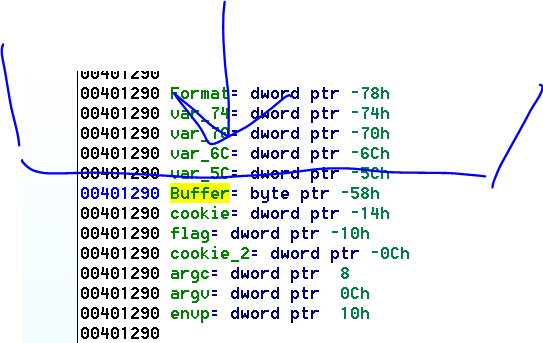 00401290
00401290 Format= dword ptr -78h
00401290 var_74= dword ptr -74h
00401290 var_70= dword ptr -70h
00401290 var_6C= dword ptr -6Ch
00401290 var_5C= dword ptr -5Ch
00401290 Buffer= byte ptr -58h
00401290 cookie= dword ptr -14h
00401290 flag= dword ptr -10h
00401290 cookie_2= dword ptr -0Ch
00401290 argc= dword ptr  8
00401290 argv= dword ptr  0Ch
00401290 envp= dword ptr  10h
00401290